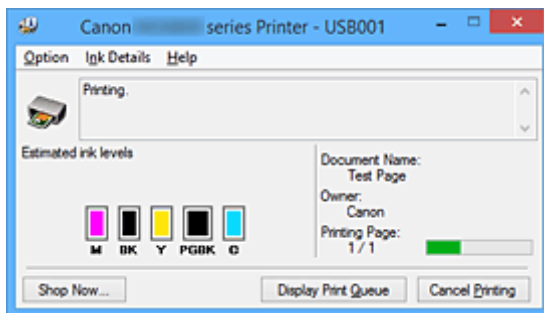 Canon series Printer - USB001
Option Ink Details Help
Printing.
Estimated ink levels
Document Name:
Test Page
Owner:
Canon
Printing Page:
1 / 1
M BK Y PGBK C
Shop Now... Display Print Queue Cancel Printing